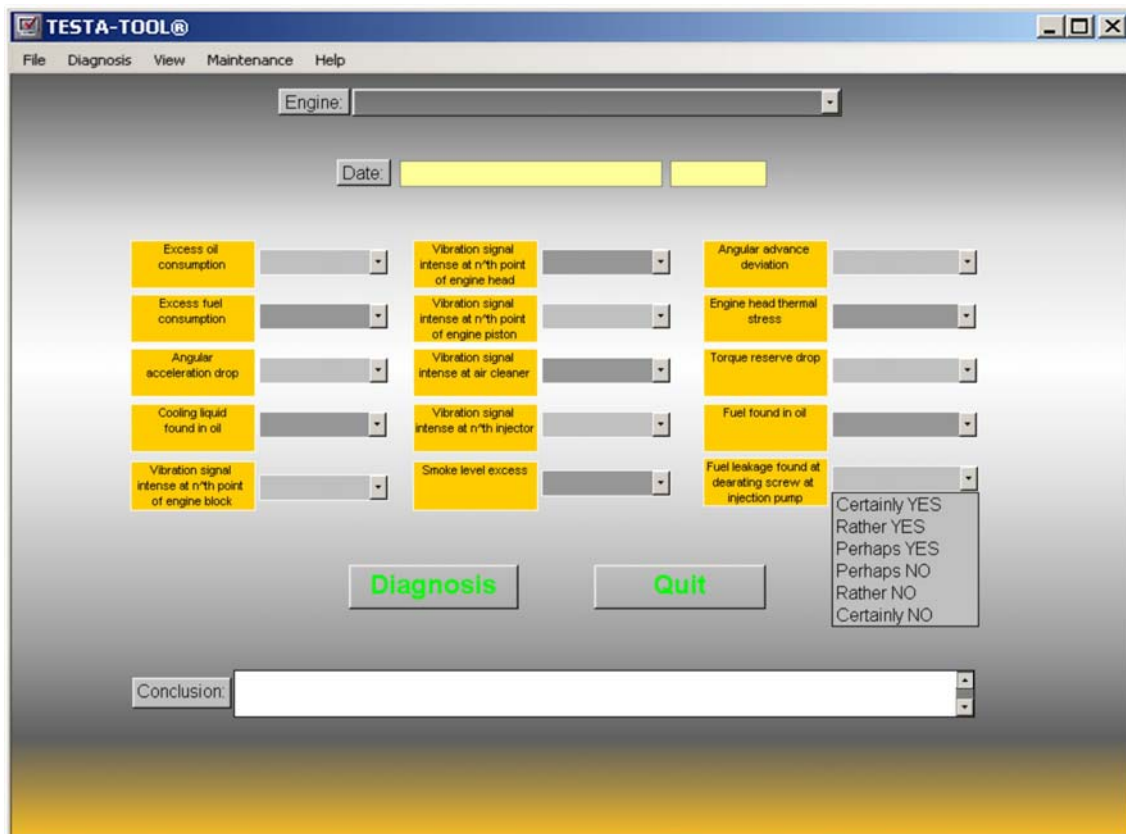 TESTA-TOOL®
File Diagnosis View Maintenance Help
Engine:
Date:
Excess oil
consumption
Vibration signal
intense at n^th point
of engine head
Angular advance
deviation
Excess fuel
consumption
Vibration signal
intense at n^th point
of engine piston
Engine head thermal
stress
Angular
acceleration drop
Vibration signal
intense at air cleaner
Torque reserve drop
Cooling liquid
found in oil
Vibration signal
intense at n^th injector
Fuel found in oil
Vibration signal
intense at n^th point
of engine block
Smoke level excess
Fuel leakage found at
dearating screw at
injection pump
Certainly YES
Rather YES
Perhaps YES
Perhaps NO
Rather NO
Certainly NO
Diagnosis
Quit
Conclusion: